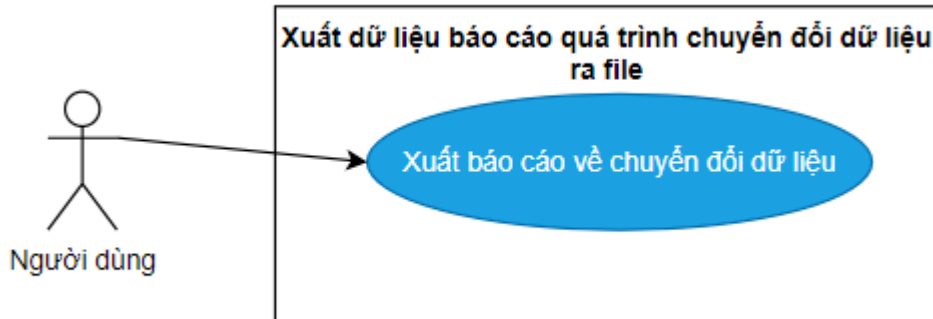 Xuất dữ liệu báo cáo quá trình chuyển đổi dữ liệu
ra file
Xuất báo cáo về chuyển đổi dữ liệu
Người dùng